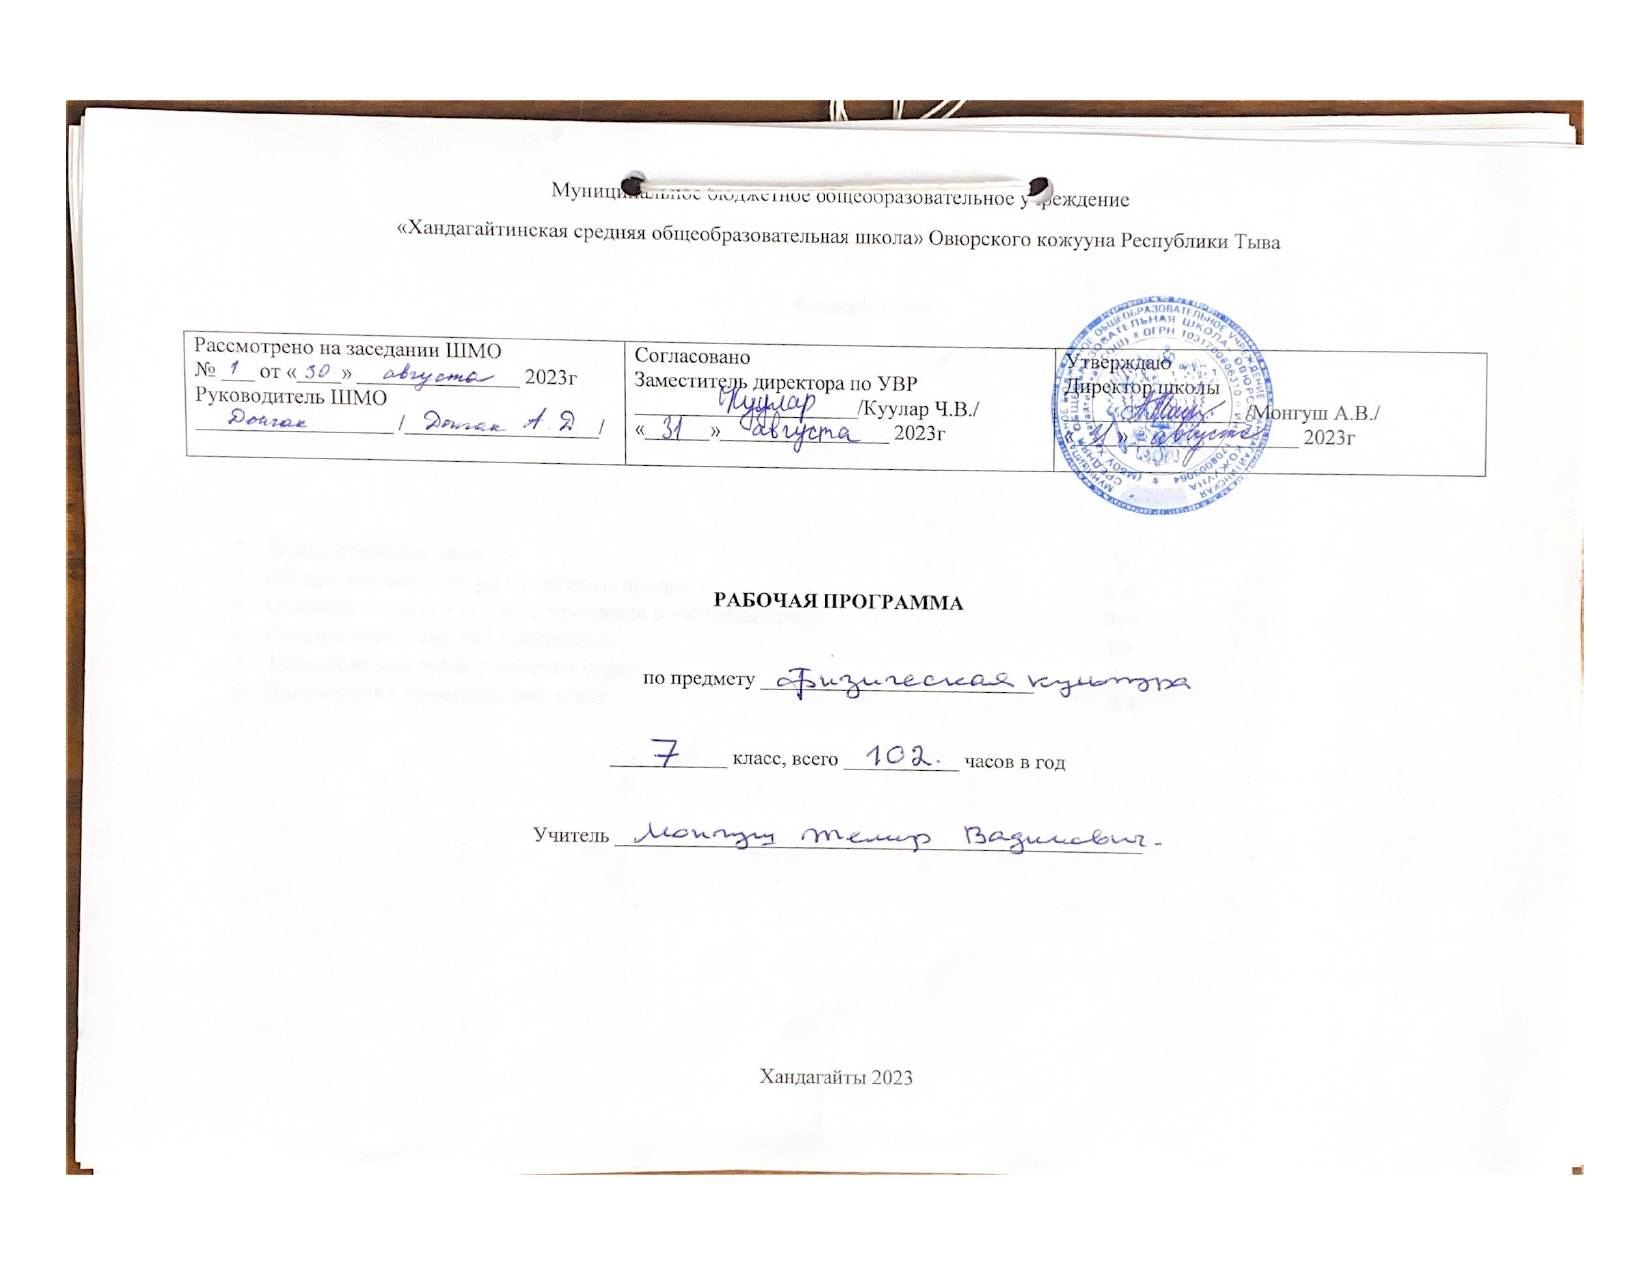 Муниципальное бюджетное общеобразовательное учреждение
«Хандагайтинская средняя общеобразовательная школа» Овюрского кожууна Республики Тыва
Рассмотрено на заседании ШМО
№ 1 от «30» августа 2023г
Руководитель ШМО
Донгак / Донгак А.Д /
Согласовано
Заместитель директора по УВР
Куулар /Куулар Ч.В./
«31» августа 2023г
Утверждаю
Директор школы
/Монгуш А.В./
«31» августа 2023г
РАБОЧАЯ ПРОГРАММА
по предмету физическая культура
7 класс, всего 102. часов в год
Учитель Монгуш Темир Вадимович.
Хандагайты 2023